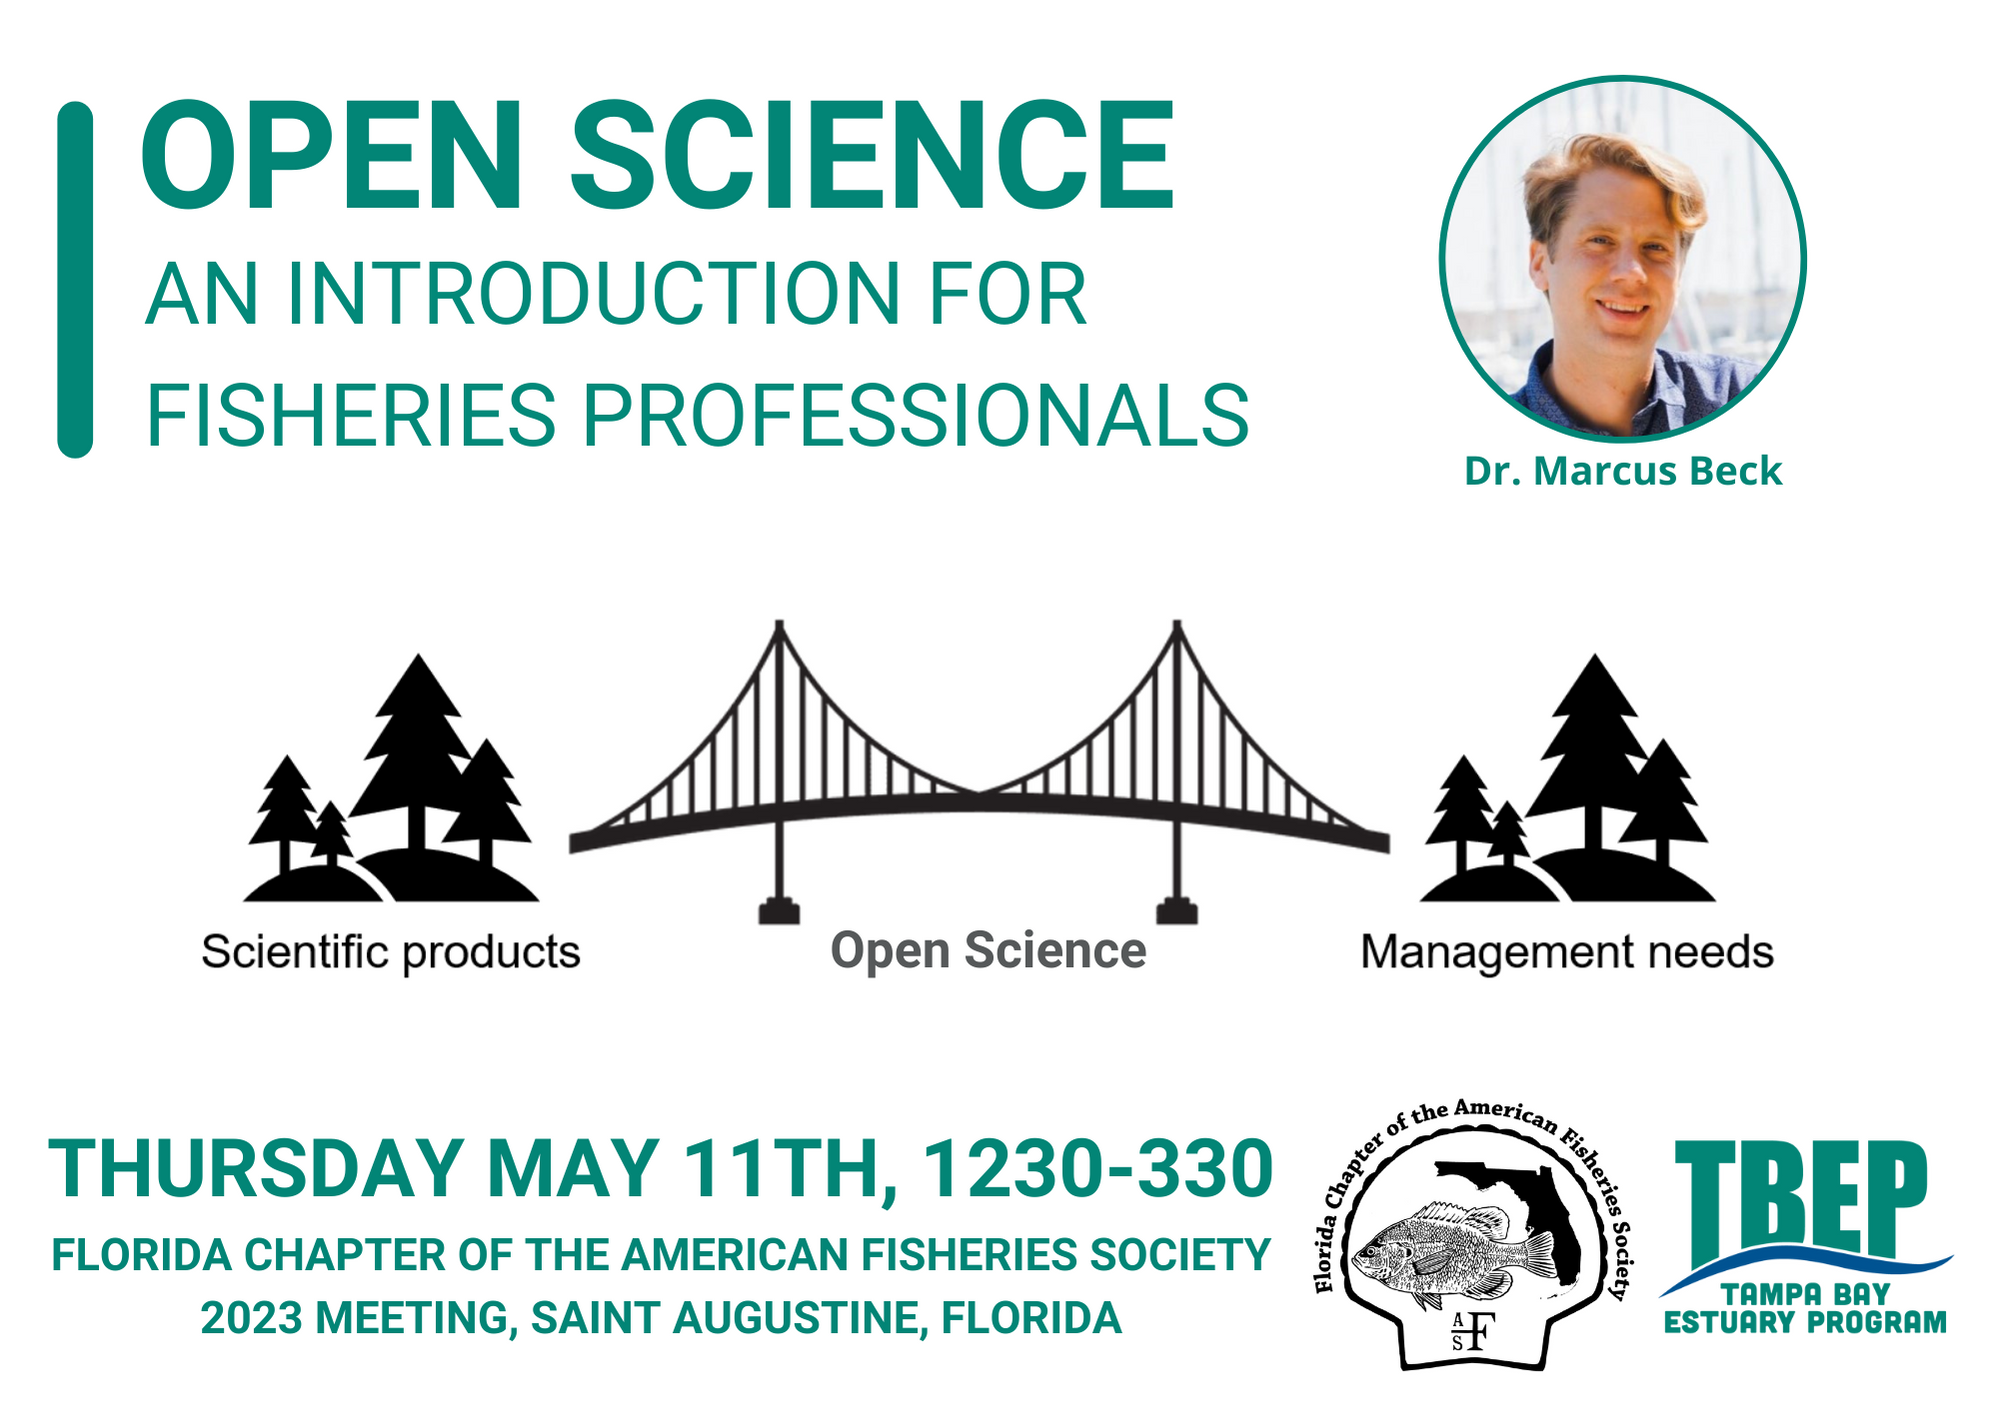 OPEN SCIENCE
AN INTRODUCTION FOR
FISHERIES PROFESSIONALS
Dr. Marcus Beck
Scientific products
Open Science
Management needs
THURSDAY MAY 11TH, 1230-330
FLORIDA CHAPTER OF THE AMERICAN FISHERIES SOCIETY
2023 MEETING, SAINT AUGUSTINE, FLORIDA
Florida Chapter of the American Fisheries Society
A F S
TBEP
TAMPA BAY
ESTUARY PROGRAM